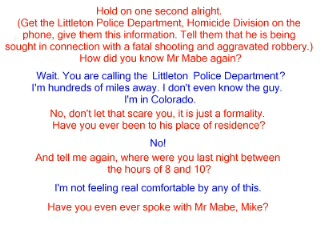 Hold on one second alright.
(Get the Littleton Police Department, Homicide Division on the
phone, give them this information. Tell them that he is being
sought in connection with a fatal shooting and aggravated robbery.)
How did you know Mr Mabe again?
Wait. You are calling the Littleton Police Department?
I'm hundreds of miles away. I don't even know the guy.
I'm in Colorado.
No, don't let that scare you, it is just a formality.
Have you ever been to his place of residence?
No!
And tell me again, where were you last night between
the hours of 8 and 10?
I'm not feeling real comfortable by any of this.
Have you even ever spoke with Mr Mabe, Mike?